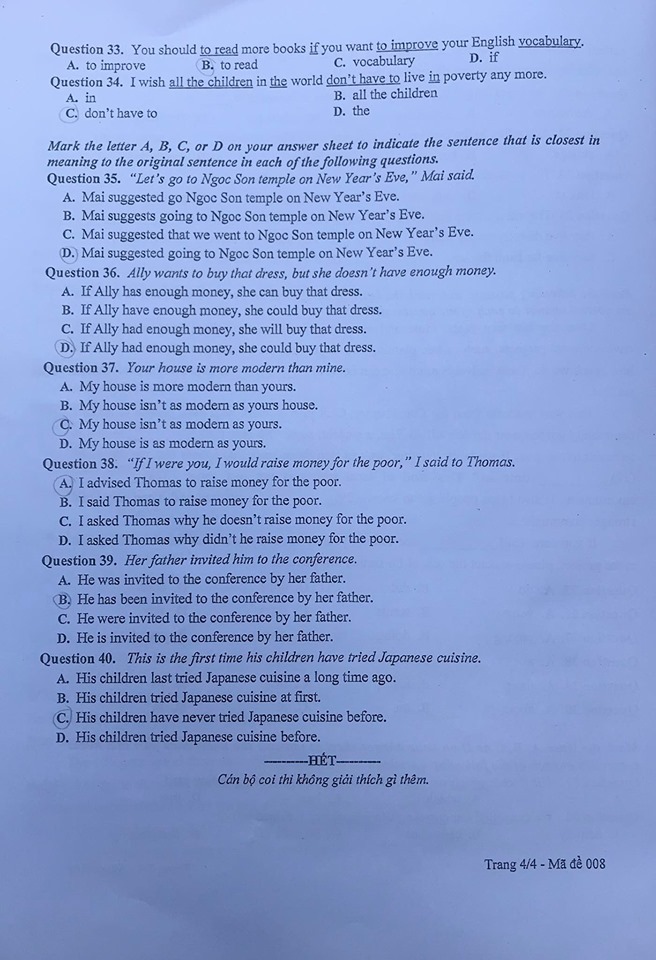 Question 33. You should to read more books if you want to improve your English vocabulary.
A. to improve B. to read C. vocabulary D. if
Question 34. I wish all the children in the world don't have to live in poverty any more.
A. in B. all the children
C. don't have to D. the
Mark the letter A, B, C, or D on your answer sheet to indicate the sentence that is closest in
meaning to the original sentence in each of the following questions.
Question 35. "Let's go to Ngoc Son temple on New Year's Eve," Mai said.
A. Mai suggested go Ngoc Son temple on New Year's Eve.
B. Mai suggests going to Ngoc Son temple on New Year's Eve.
C. Mai suggested that we went to Ngoc Son temple on New Year's Eve.
D. Mai suggested going to Ngoc Son temple on New Year's Eve.
Question 36. Ally wants to buy that dress, but she doesn't have enough money.
A. If Ally has enough money, she can buy that dress.
B. If Ally have enough money, she could buy that dress.
C. If Ally had enough money, she will buy that dress.
D. If Ally had enough money, she could buy that dress.
Question 37. Your house is more modern than mine.
A. My house is more modern than yours.
B. My house isn't as modern as yours house.
C. My house isn't as modern as yours.
D. My house is as modern as yours.
Question 38. "If I were you, I would raise money for the poor," I said to Thomas.
A. I advised Thomas to raise money for the poor.
B. I said Thomas to raise money for the poor.
C. I asked Thomas why he doesn't raise money for the poor.
D. I asked Thomas why didn't he raise money for the poor.
Question 39. Her father invited him to the conference.
A. He was invited to the conference by her father.
B. He has been invited to the conference by her father.
C. He were invited to the conference by her father.
D. He is invited to the conference by her father.
Question 40. This is the first time his children have tried Japanese cuisine.
A. His children last tried Japanese cuisine a long time ago.
B. His children tried Japanese cuisine at first.
C. His children have never tried Japanese cuisine before.
D. His children tried Japanese cuisine before.
----------HẾT----------
Cán bộ coi thi không giải thích gì thêm.
Trang 4/4 - Mã đề 008